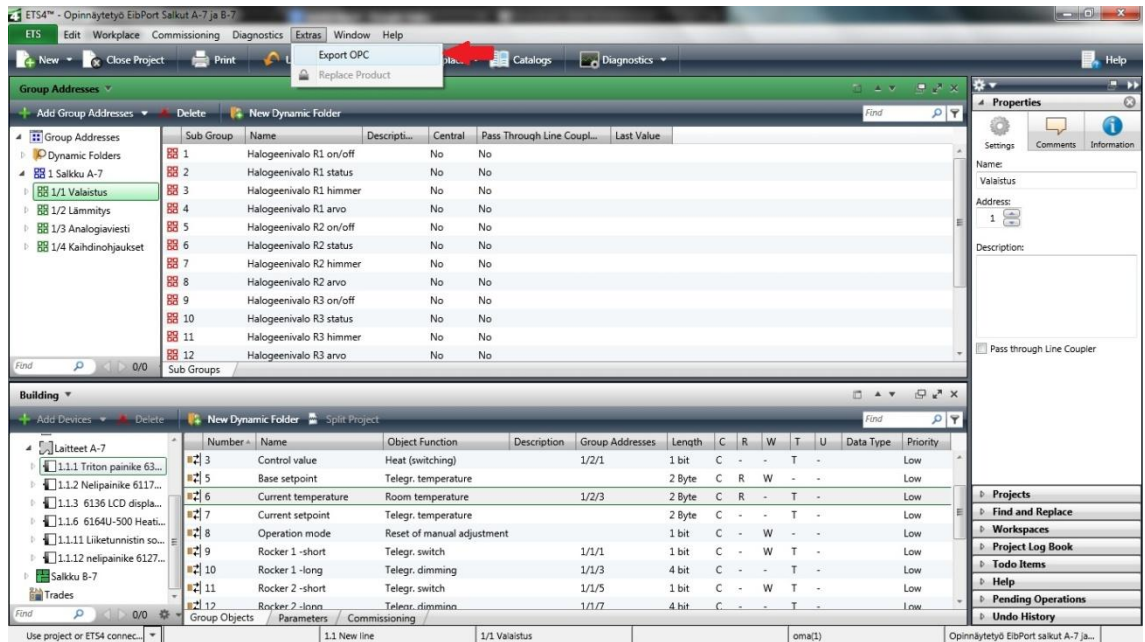 ETS4™ - Opinnäytetyö EibPort Salkut A-7 ja B-7
ETS Edit Workplace Commissioning Diagnostics Extras Window Help
New Close Project Print Catalogs Diagnostics Help
Export OPC
Replace Product
Group Addresses
Add Group Addresses Delete New Dynamic Folder Find
Group Addresses
Dynamic Folders
1 Salkku A-7
1/1 Valaistus
1/2 Lämmitys
1/3 Analogiaviesti
1/4 Kaihdinohjaukset
Find 0/0
Sub Group Name Descripti... Central Pass Through Line Coupl... Last Value
1 Halogeenivalo R1 on/off No No
2 Halogeenivalo R1 status No No
3 Halogeenivalo R1 himmer No No
4 Halogeenivalo R1 arvo No No
5 Halogeenivalo R2 on/off No No
6 Halogeenivalo R2 status No No
7 Halogeenivalo R2 himmer No No
8 Halogeenivalo R2 arvo No No
9 Halogeenivalo R3 on/off No No
10 Halogeenivalo R3 status No No
11 Halogeenivalo R3 himmer No No
12 Halogeenivalo R3 arvo No No
Sub Groups
Properties
Settings Comments Information
Name:
Valaistus
Address:
1
Description:
Pass through Line Coupler
Building
Add Devices Delete New Dynamic Folder Split Project Find
Laitteet A-7
1.1.1 Triton painike 63...
1.1.2 Nelipainike 6117...
1.1.3 6136 LCD displa...
1.1.6 6164U-500 Heati...
1.1.11 Liiketunnistin so...
1.1.12 nelipainike 6127...
Salkku B-7
Trades
Find 0/0
Number Name Object Function Description Group Addresses Length C R W T U Data Type Priority
3 Control value Heat (switching) 1/2/1 1 bit C - - T - Low
5 Base setpoint Telegr. temperature 2 Byte C R W - - Low
6 Current temperature Room temperature 1/2/3 2 Byte C R - T - Low
7 Current setpoint Telegr. temperature 2 Byte C - - T - Low
8 Operation mode Reset of manual adjustment 1 bit C - W - - Low
9 Rocker 1 -short Telegr. switch 1/1/1 1 bit C - W T - Low
10 Rocker 1 -long Telegr. dimming 1/1/3 4 bit C - - T - Low
11 Rocker 2 -short Telegr. switch 1/1/5 1 bit C - W T - Low
12 Rocker 2 -long Telegr. dimming 1/1/7 4 bit C - - T - Low
Group Objects Parameters Commissioning
Projects
Find and Replace
Workspaces
Project Log Book
Todo Items
Help
Pending Operations
Undo History
Use project or ETS4 connec... 1.1 New line 1/1 Valaistus oma(1) Opinnäytetyö EibPort salkut A-7 ja...